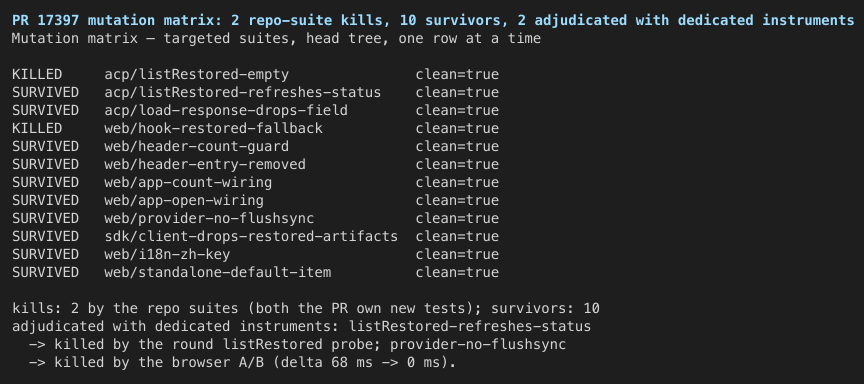 PR 17397 mutation matrix: 2 repo-suite kills, 10 survivors, 2 adjudicated with dedicated instruments
Mutation matrix — targeted suites, head tree, one row at a time
KILLED acp/listRestored-empty clean=true
SURVIVED acp/listRestored-refreshes-status clean=true
SURVIVED acp/load-response-drops-field clean=true
KILLED web/hook-restored-fallback clean=true
SURVIVED web/header-count-guard clean=true
SURVIVED web/header-entry-removed clean=true
SURVIVED web/app-count-wiring clean=true
SURVIVED web/app-open-wiring clean=true
SURVIVED web/provider-no-flushsync clean=true
SURVIVED sdk/client-drops-restored-artifacts clean=true
SURVIVED web/i18n-zh-key clean=true
SURVIVED web/standalone-default-item clean=true
kills: 2 by the repo suites (both the PR own new tests); survivors: 10
adjudicated with dedicated instruments: listRestored-refreshes-status
-> killed by the round listRestored probe; provider-no-flushsync
-> killed by the browser A/B (delta 68 ms -> 0 ms).